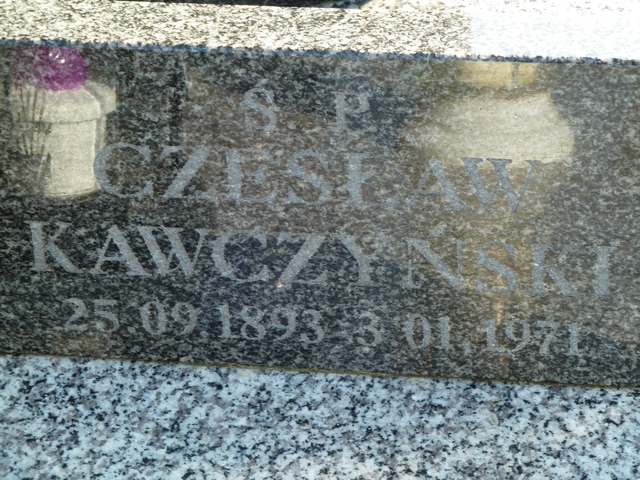 Ś. P.
CZESŁAW
KAWCZYŃSKI
25.09.1893-3.01.1971